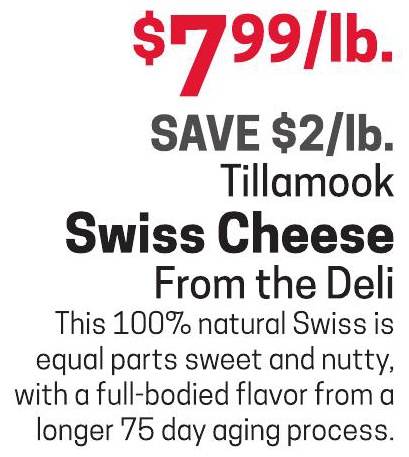 $7.99/lb.
SAVE $2/lb.
Tillamook
Swiss Cheese
From the Deli
This 100% natural Swiss is
equal parts sweet and nutty,
with a full-bodied flavor from a
longer 75 day aging process.